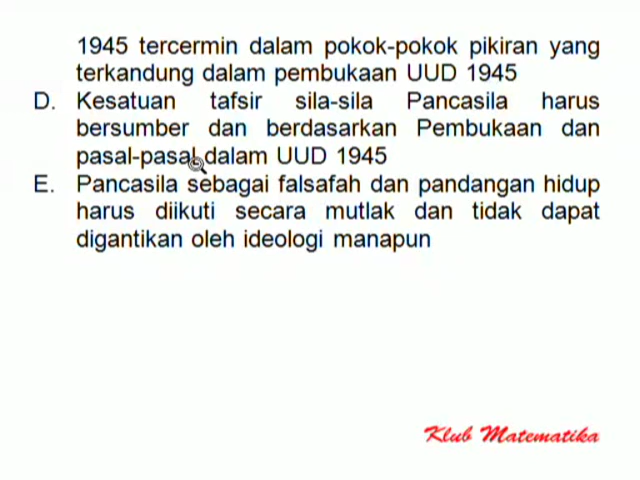 1945 tercermin dalam pokok-pokok pikiran yang
terkandung dalam pembukaan UUD 1945
D. Kesatuan tafsir sila-sila Pancasila harus
bersumber dan berdasarkan Pembukaan dan
pasal-pasal dalam UUD 1945
E. Pancasila sebagai falsafah dan pandangan hidup
harus diikuti secara mutlak dan tidak dapat
digantikan oleh ideologi manapun
Klub Matematika